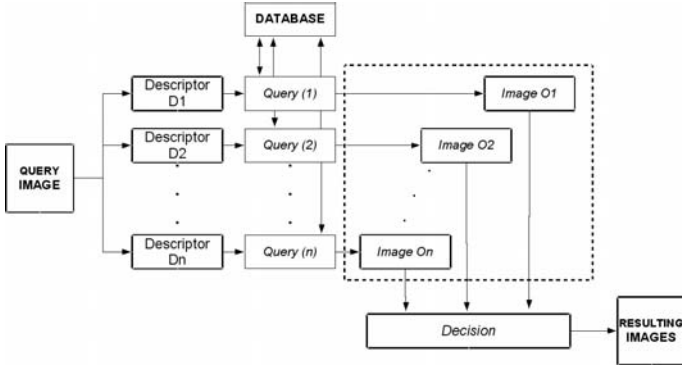 DATABASE
Descriptor
D1
Query (1)
Image O1
Descriptor
D2
Query (2)
Image O2
QUERY
IMAGE
Descriptor
Dn
Query (n)
Image On
Decision
RESULTING
IMAGES